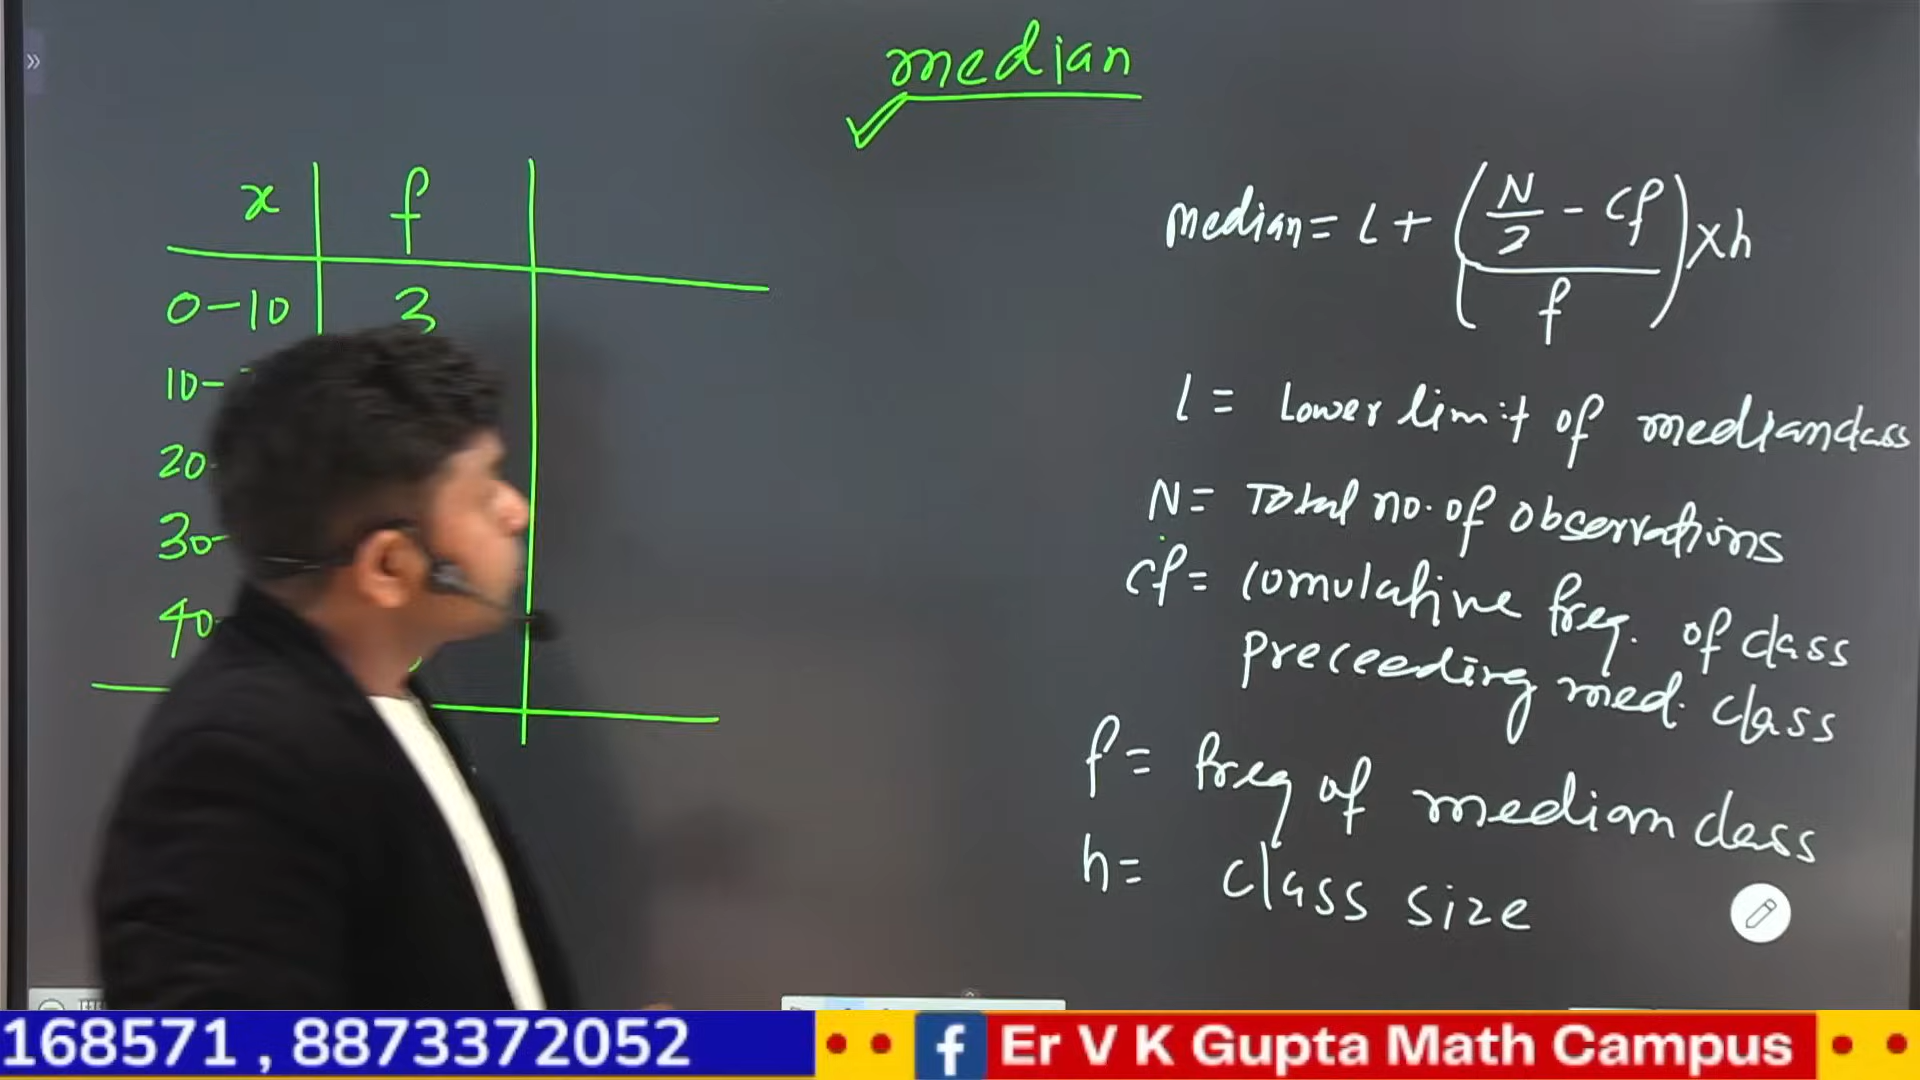 median
x f
0-10 3
10-
20-
30-
40-
median = l + ((N/2 - cf)/f) x h
l = Lower limit of median class
N = Total no. of observations
cf = comulative freq. of class
preceeding med. class
f = freq of median class
h = class size
168571 , 8873372052
f Er V K Gupta Math Campus